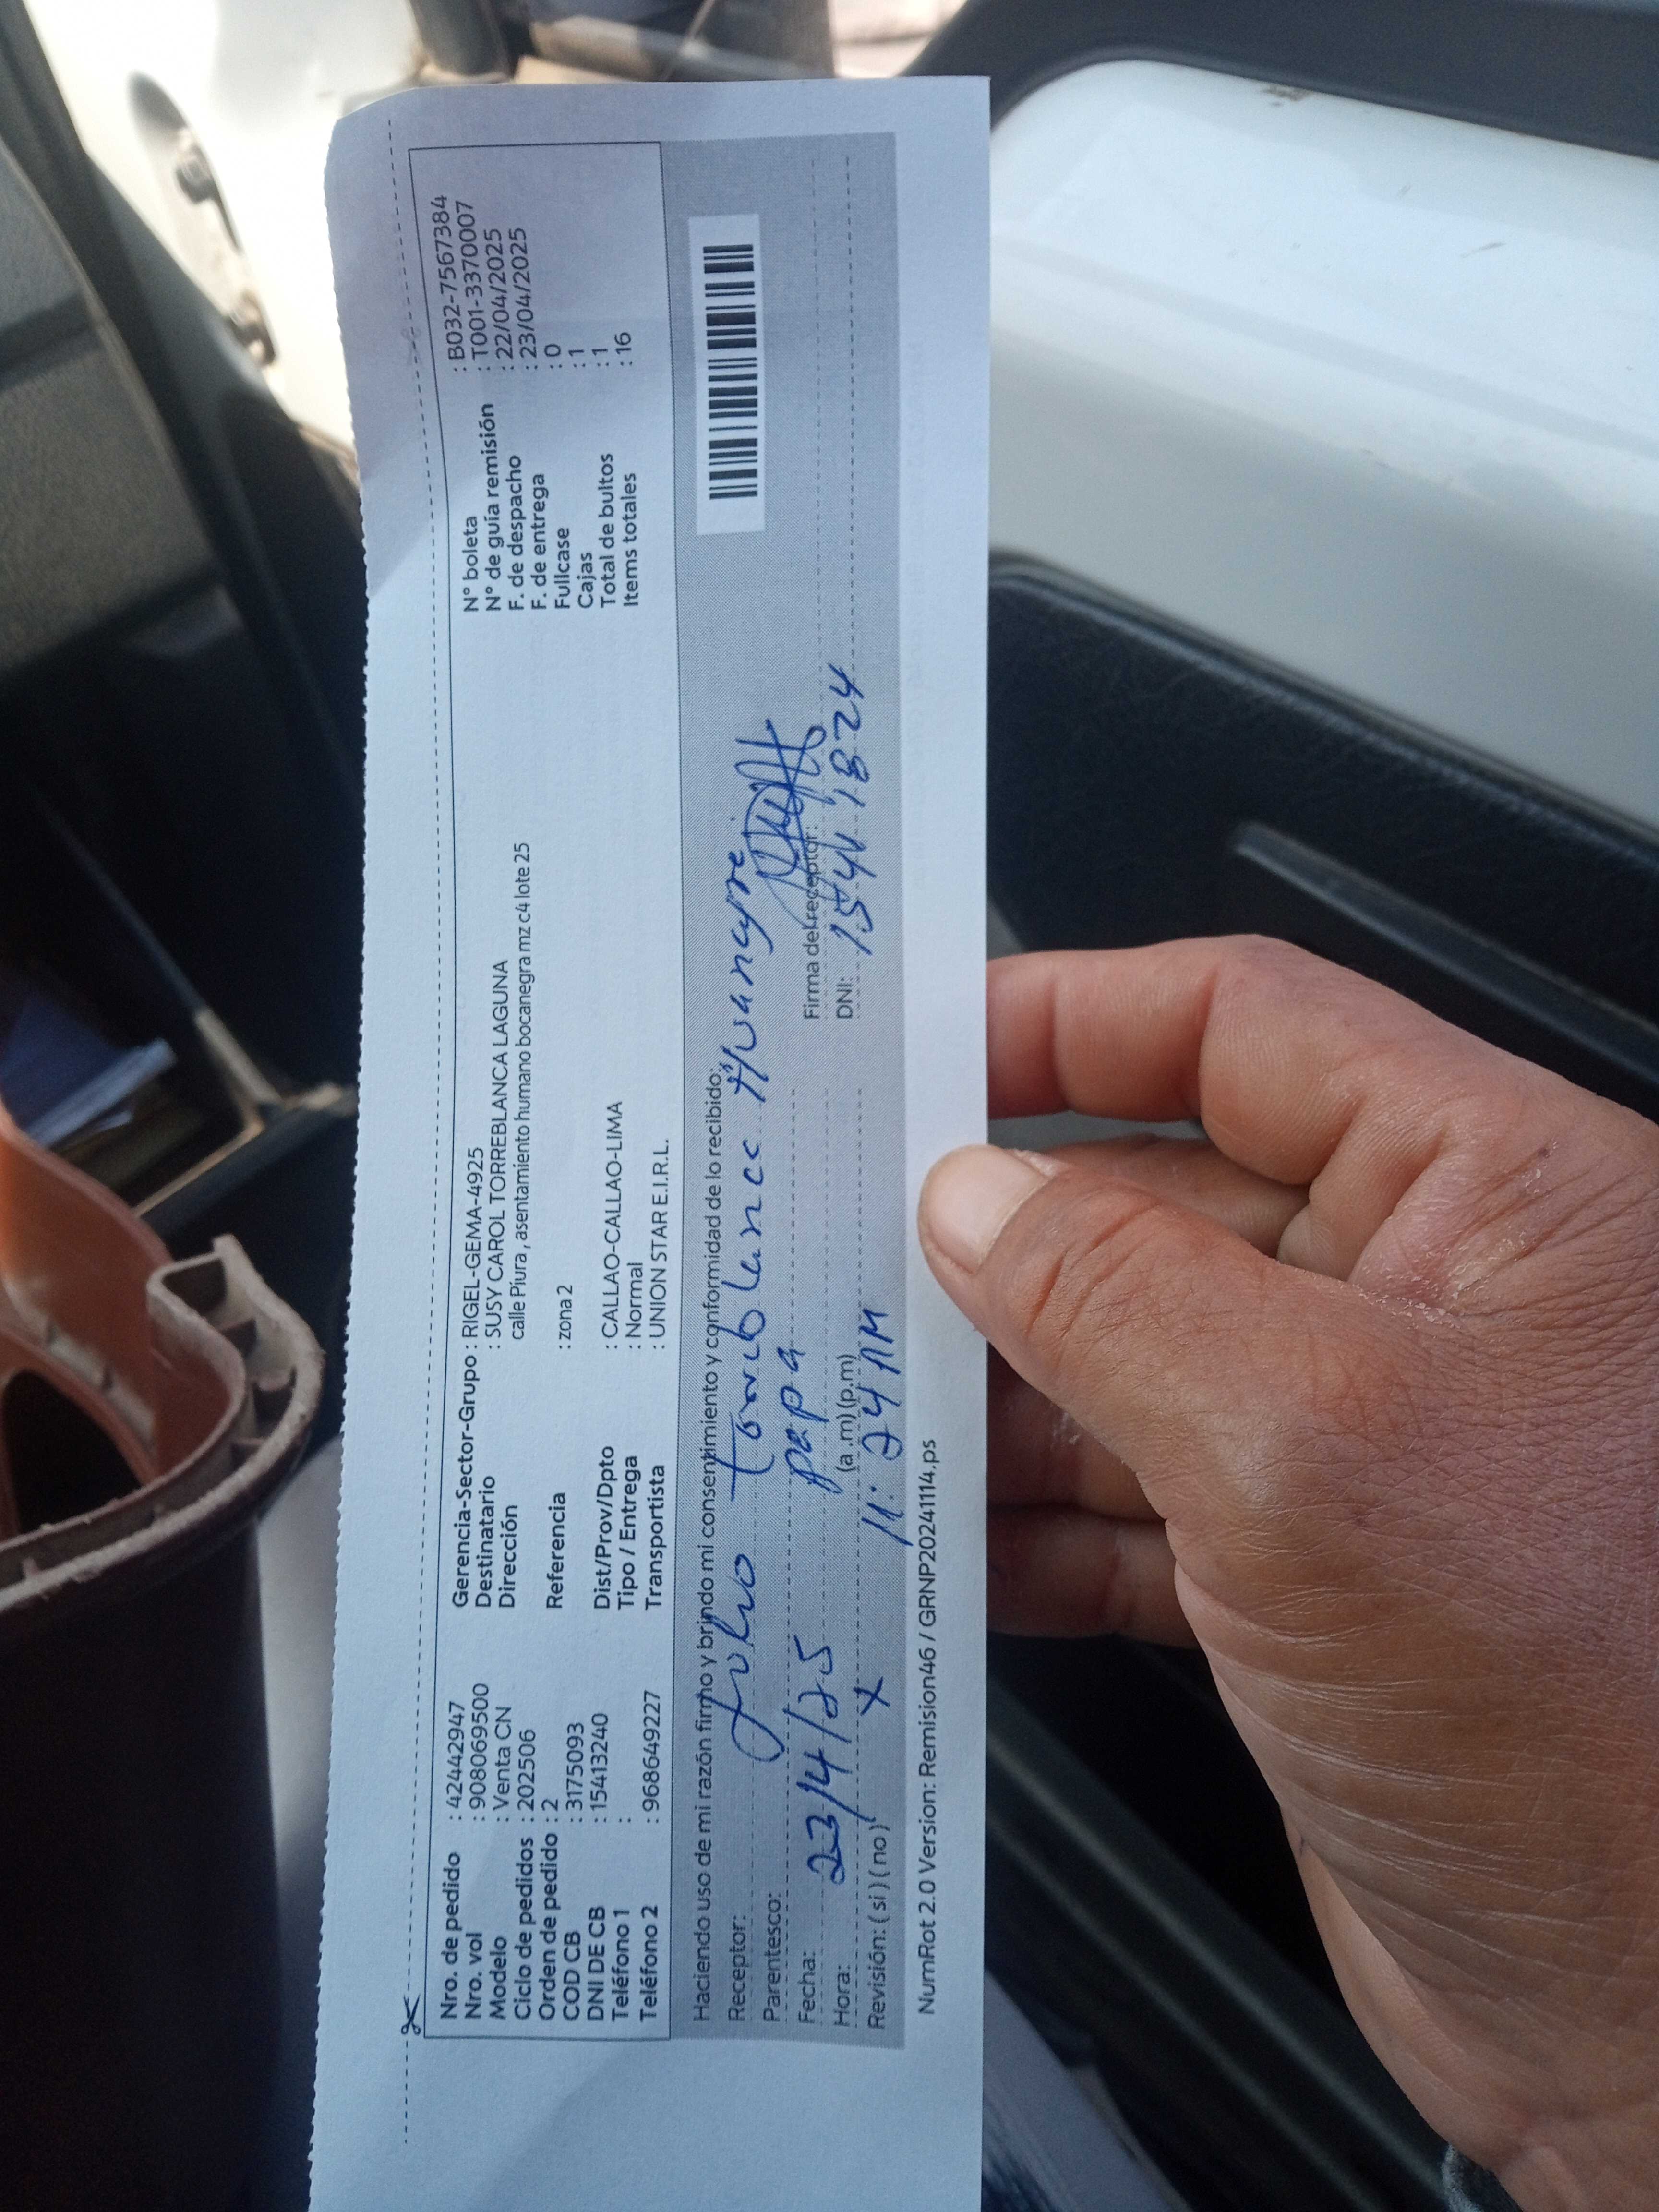 Nro. de pedido : 42442947
Nro. vol : 908069500
Modelo : Venta CN
Ciclo de pedidos : 202506
Orden de pedido : 2
COD CB : 3175093
DNI DE CB : 15413240
Teléfono 1 :
Teléfono 2 : 968649227
Gerencia-Sector-Grupo : RIGEL-GEMA-4925
Destinatario : SUSY CAROL TORREBLANCA LAGUNA
Dirección calle Piura , asentamiento humano bocanegra mz c4 lote 25
Referencia : zona 2
Dist/Prov/Dpto : CALLAO-CALLAO-LIMA
Tipo / Entrega : Normal
Transportista : UNION STAR E.I.R.L.
N° boleta : B032-7567384
N° de guía remisión : T001-3370007
F. de despacho : 22/04/2025
F. de entrega : 23/04/2025
Fullcase : 0
Cajas : 1
Total de bultos : 1
Items totales : 16
Haciendo uso de mi razón firmo y brindo mi consentimiento y conformidad de lo recibido:
Receptor: Julio
Parentesco: papá
Fecha: 23/4/25
Firma del receptor:
Hora: 11:24 AM (a.m) (p.m)
DNI:
Revisión: ( si ) ( no ) x
NumRot 2.0 Version: Remision46 / GRNP20241114.ps